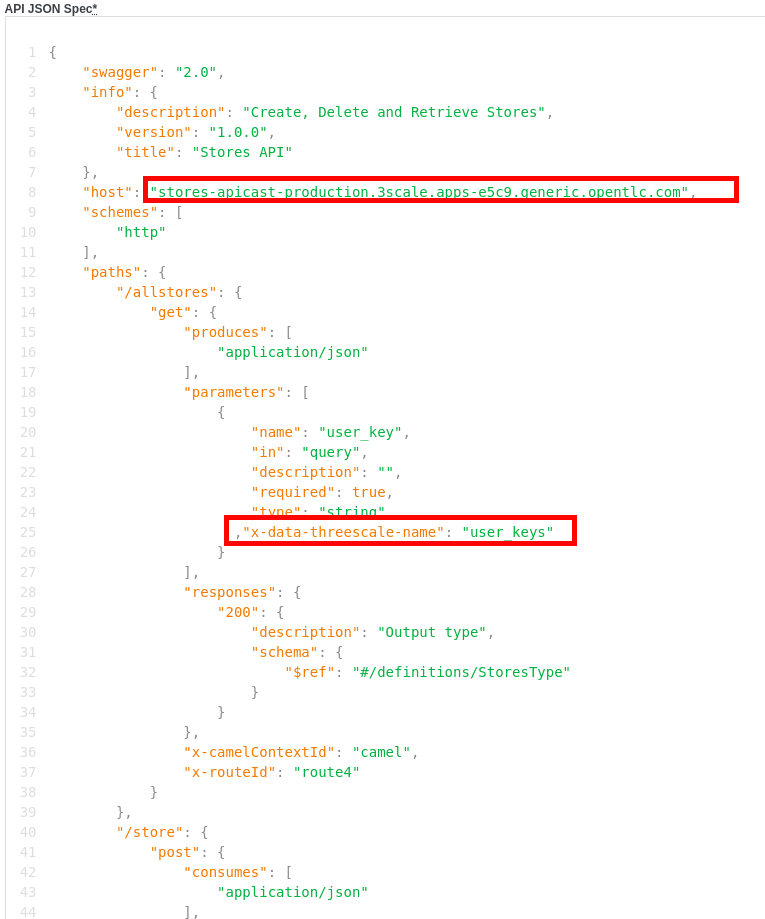 API JSON Spec*
1 {
2 "swagger": "2.0",
3 "info": {
4 "description": "Create, Delete and Retrieve Stores",
5 "version": "1.0.0",
6 "title": "Stores API"
7 },
8 "host": "stores-apicast-production.3scale.apps-e5c9.generic.opentlc.com",
9 "schemes": [
10 "http"
11 ],
12 "paths": {
13 "/allstores": {
14 "get": {
15 "produces": [
16 "application/json"
17 ],
18 "parameters": [
19 {
20 "name": "user_key",
21 "in": "query",
22 "description": "",
23 "required": true,
24 "type": "string"
25 ,"x-data-threescale-name": "user_keys"
26 }
27 ],
28 "responses": {
29 "200": {
30 "description": "Output type",
31 "schema": {
32 "$ref": "#/definitions/StoresType"
33 }
34 }
35 },
36 "x-camelContextId": "camel",
37 "x-routeId": "route4"
38 }
39 },
40 "/store": {
41 "post": {
42 "consumes": [
43 "application/json"
44 ],